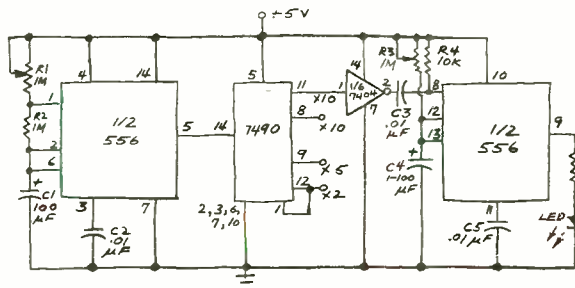 +5V
R1
1M
4
14
1
R2
1M
2
6
1/2
556
5
+
C1
100
µF
3
C2
.01
µF
7
14
5
7490
11
x10
8
x10
9
x5
12
x2
1
2,3,6,
7,10
14
1
1/6
7404
2
7
C3
.01
µF
R3
1M
R4
10K
8
12
13
+
C4
1-100
µF
10
1/2
556
9
11
C5
.01µF
LED